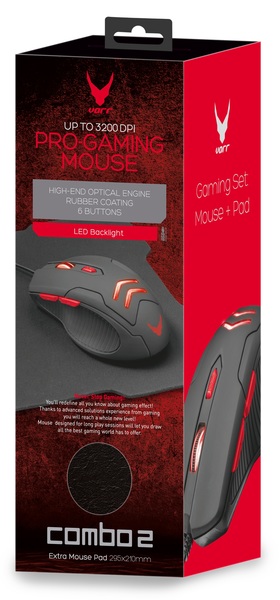 varr
UP TO 3200 DPI
PRO-GAMING
MOUSE
HIGH-END OPTICAL ENGINE
RUBBER COATING
6 BUTTONS
LED Backlight
You'll redefine all you know about gaming effect!
Thanks to advanced solutions experience from gaming
you will reach a whole new level!
Mouse designed for long play sessions will let you draw
all the best gaming world has to offer
combo 2
Extra Mouse Pad 295x210mm
varr
Gaming Set:
Mouse + Pad